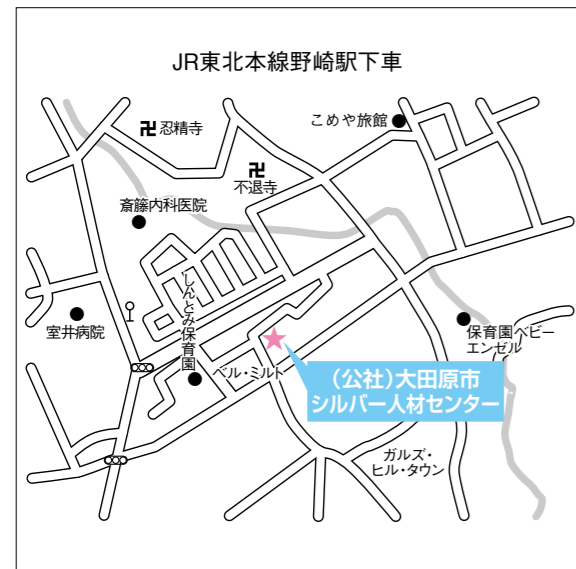 JR東北本線野崎駅下車
こめや旅館
卍忍精寺
卍
不退寺
斎藤内科医院
しんとみ保育園
室井病院
ベル・ミルト
保育園ベビー
エンゼル
(公社)大田原市
シルバー人材センター
ガルズ・
ヒル・タウン